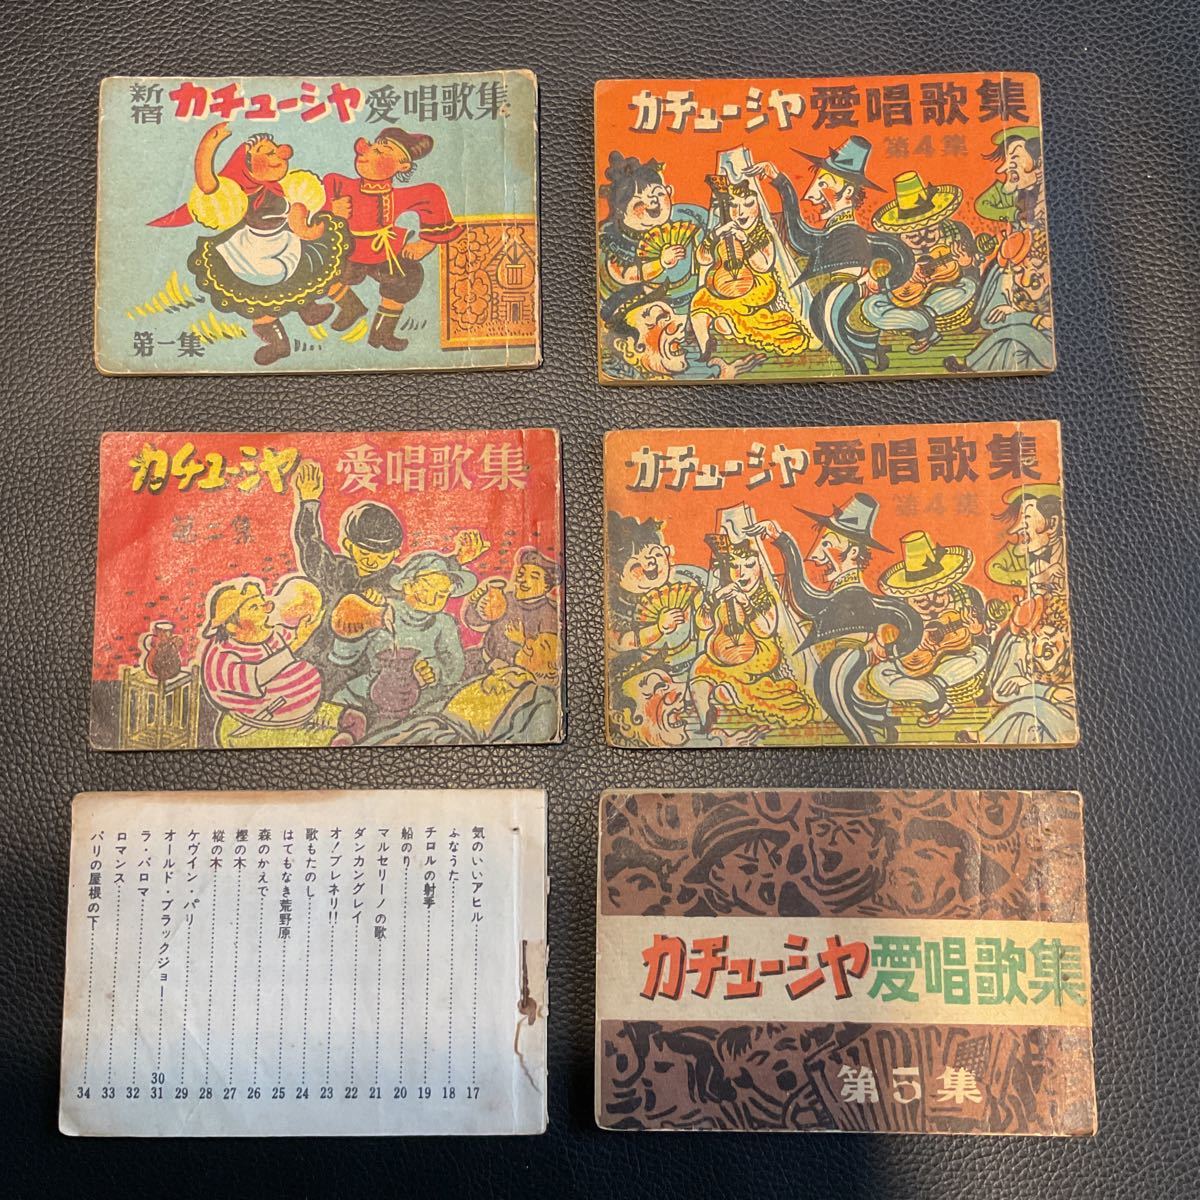 新宿 カチューシャ 愛唱歌集
第一集
カチューシャ 愛唱歌集
第4集
カチューシャ 愛唱歌集
第二集
カチューシャ 愛唱歌集
第4集
気のいいアヒル 17
ふなうた 18
チロルの射手 19
船のり 20
マルセリーノの歌 21
ダンカングレイ 22
オ!ブレネリ!! 23
歌もたのし 24
はてもなき荒野原 25
森のかえで 26
樫の木 27
樅の木 28
ケヴィン・バリ 29
オールド・ブラックジョー 30
ラ・パロマ 31 32
ロマンス 33
パリの屋根の下 34
カチューシャ 愛唱歌集
第5集